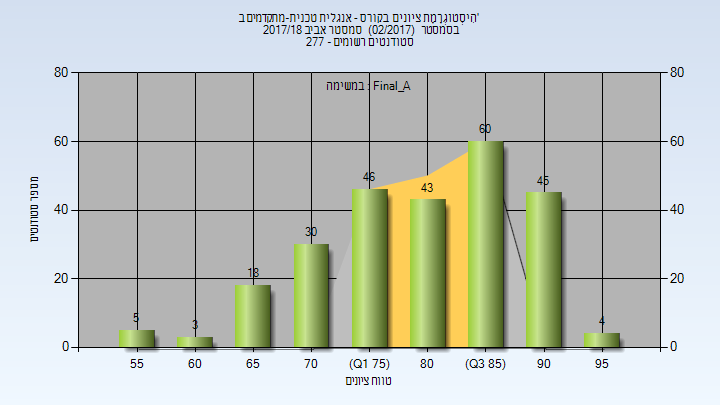 היסטוגרמת ציונים בקורס - אנגלית טכנית-מתקדמים ב'
בסמסטר (02/2017) סמסטר אביב 2017/18
סטודנטים רשומים - 277
במשימה : Final_A
80 80
60 60
40 40
20 20
0 0
מספר סטודנטים
5 3 18 30 46 43 60 45 4
55 60 65 70 (Q1 75) 80 (Q3 85) 90 95
טווח ציונים